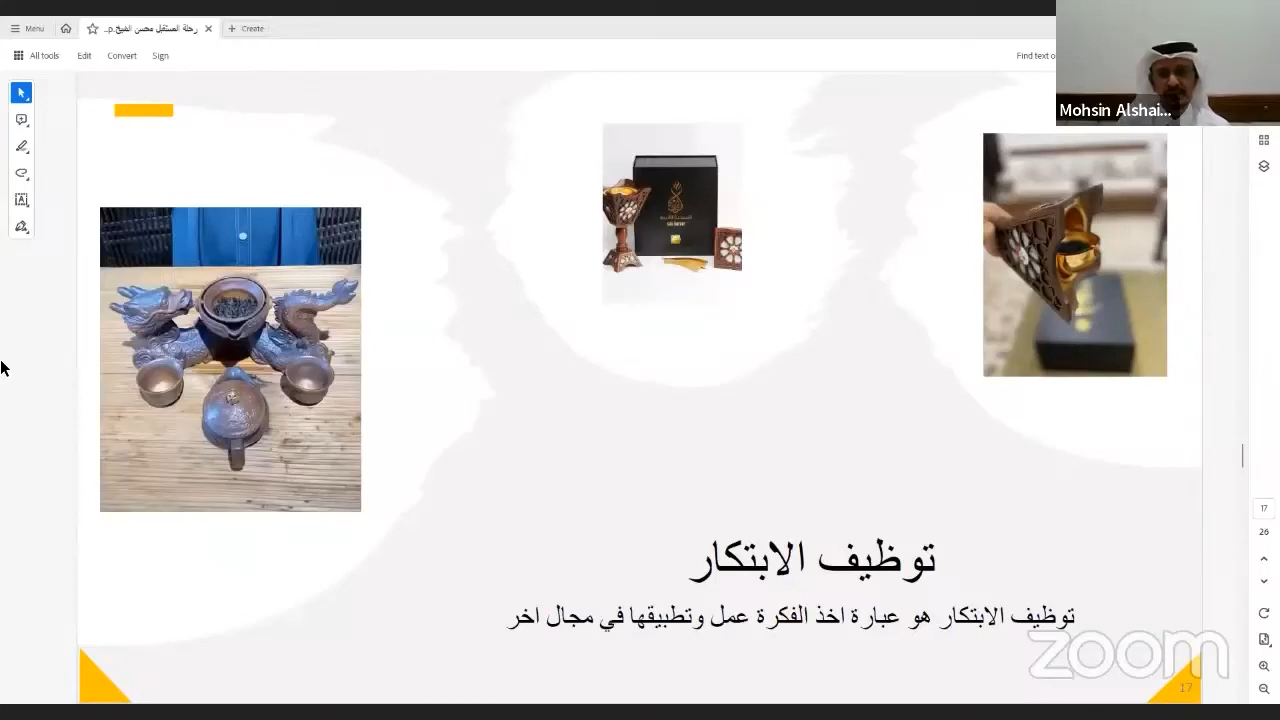 Menu
رحلة المستقبل محسن الشيخ.p...
Create
All tools
Edit
Convert
Sign
Find text o
Mohsin Alshai...
توظيف الابتكار
توظيف الابتكار هو عبارة اخذ الفكرة عمل وتطبيقها في مجال اخر
zoom
17
17
26